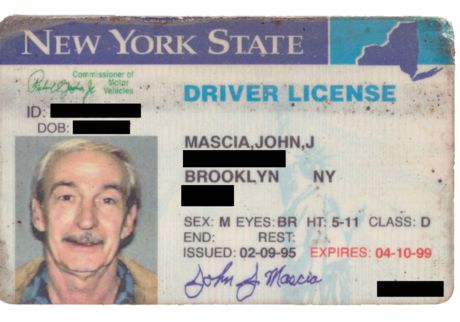 NEW YORK STATE
Commissioner of
Motor
Vehicles
DRIVER LICENSE
ID:
DOB:
MASCIA,JOHN,J
BROOKLYN NY
SEX: M EYES: BR HT: 5-11 CLASS: D
END: REST:
ISSUED: 02-09-95 EXPIRES: 04-10-99
John J Mascia